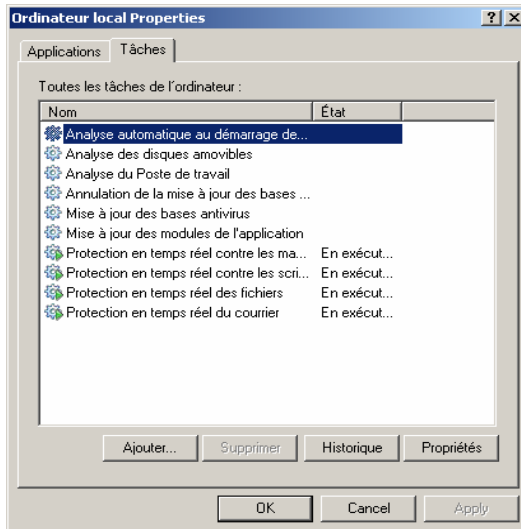 Ordinateur local Properties
Applications
Tâches
Toutes les tâches de l'ordinateur :
Nom
État
Analyse automatique au démarrage de...
Analyse des disques amovibles
Analyse du Poste de travail
Annulation de la mise à jour des bases ...
Mise à jour des bases antivirus
Mise à jour des modules de l'application
Protection en temps réel contre les ma... En exécut...
Protection en temps réel contre les scri... En exécut...
Protection en temps réel des fichiers En exécut...
Protection en temps réel du courrier En exécut...
Ajouter... Supprimer Historique Propriétés
OK Cancel Apply